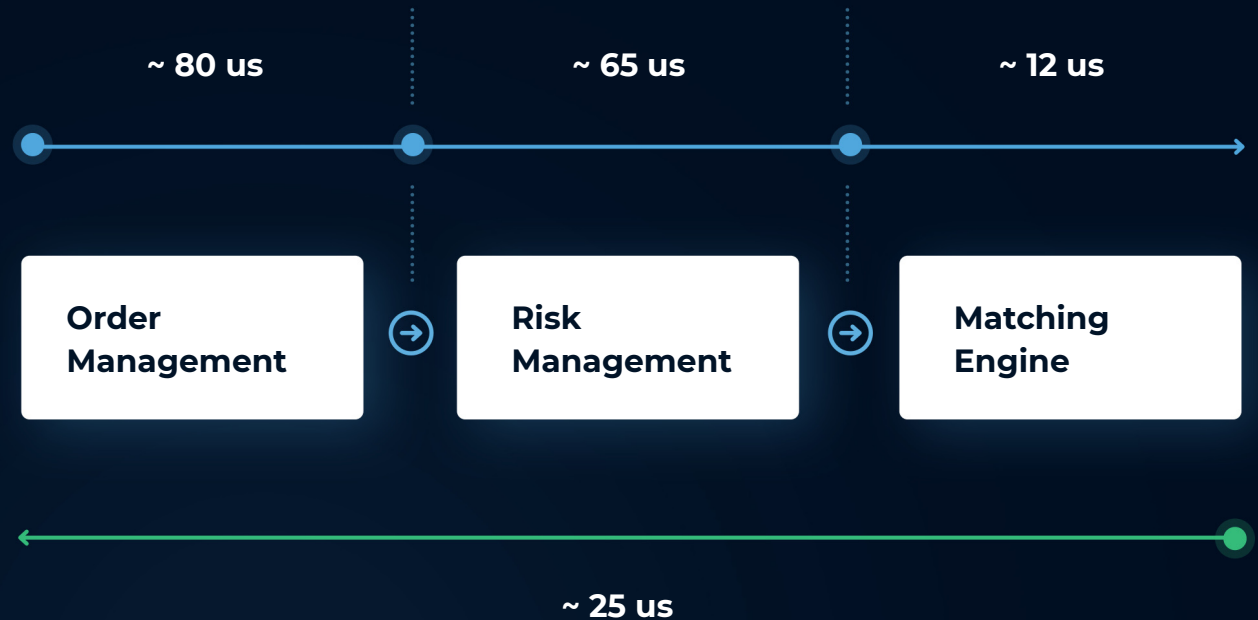 ~ 80 us
~ 65 us
~ 12 us
Order
Management
Risk
Management
Matching
Engine
~ 25 us